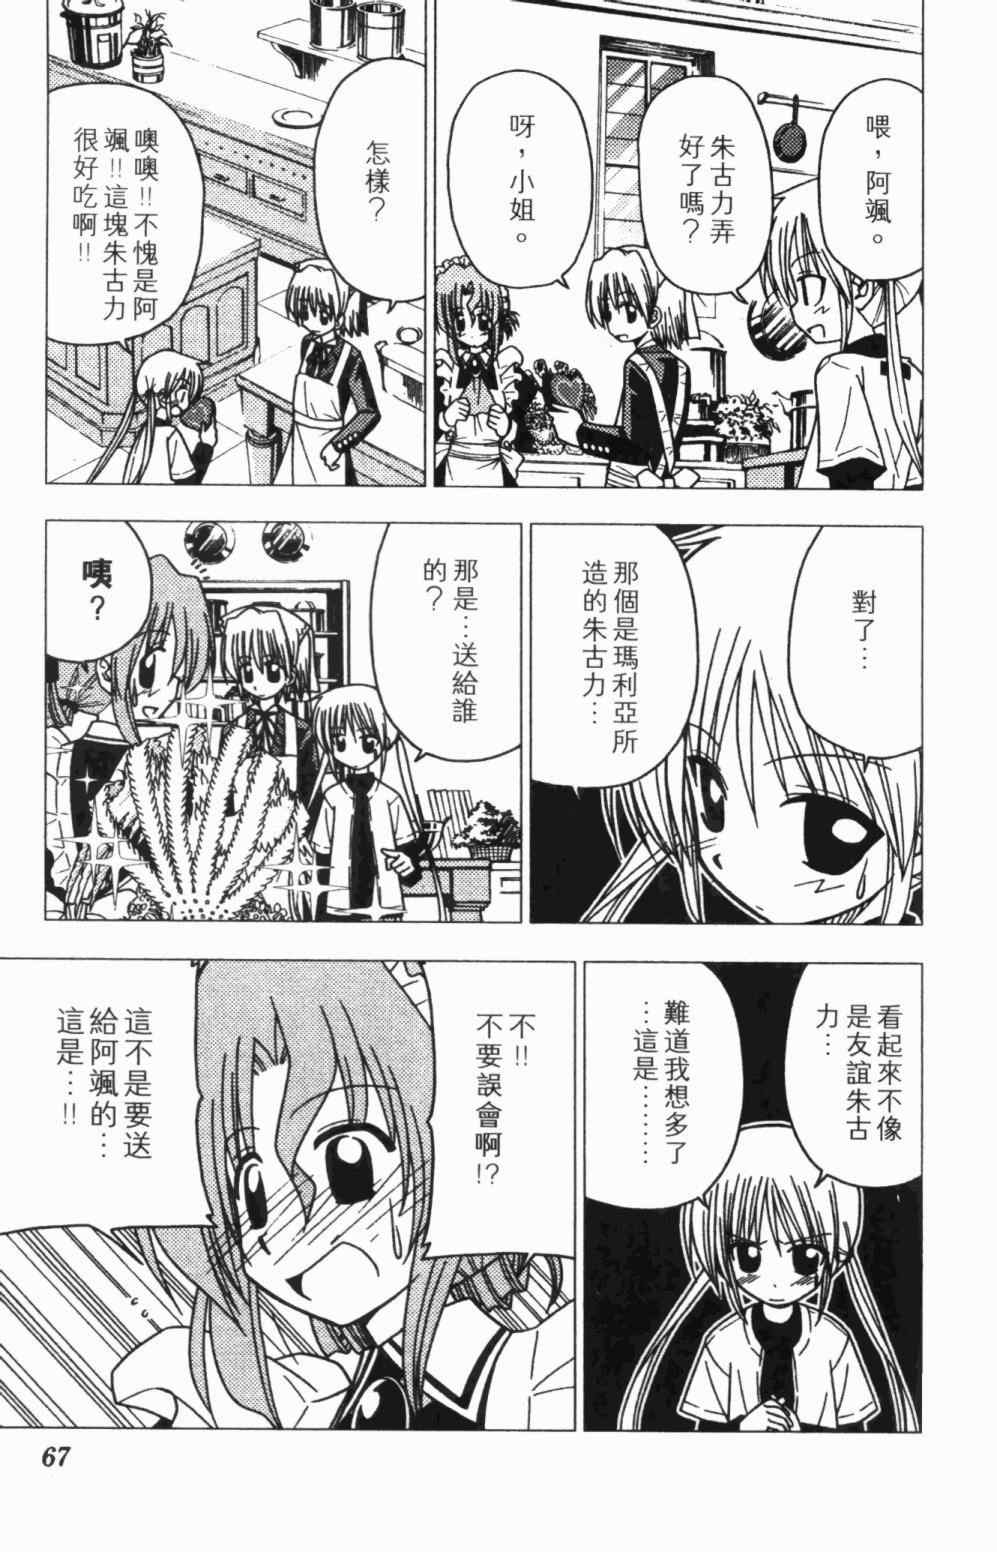 喂，阿颯。
朱古力弄
好了嗎？
呀，小姐。
怎樣？
噢噢!!不愧是阿
颯!!這塊朱古力
很好吃啊!!
對了…
那個是瑪利亞所
造的朱古力…
那是…送給誰
的？
咦？
看起來不像
是友誼朱古
力…
難道我想多了
…這是………
不!!
不要誤會啊!?
這不是要送
給阿颯的…
這是…!!
67